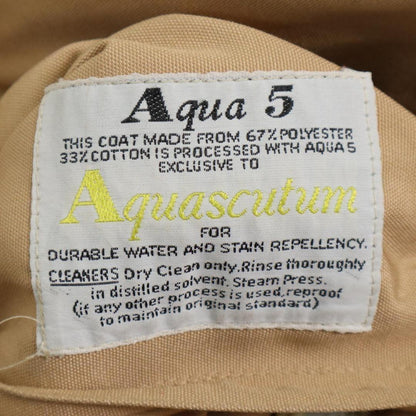 Aqua 5
THIS COAT MADE FROM 67% POLYESTER
33% COTTON IS PROCESSED WITH AQUA 5
EXCLUSIVE TO
Aquascutum
FOR
DURABLE WATER AND STAIN REPELLENCY.
CLEANERS Dry Clean only. Rinse thoroughly
in distilled solvent. Steam Press.
(if any other process is used, reproof
to maintain original standard)